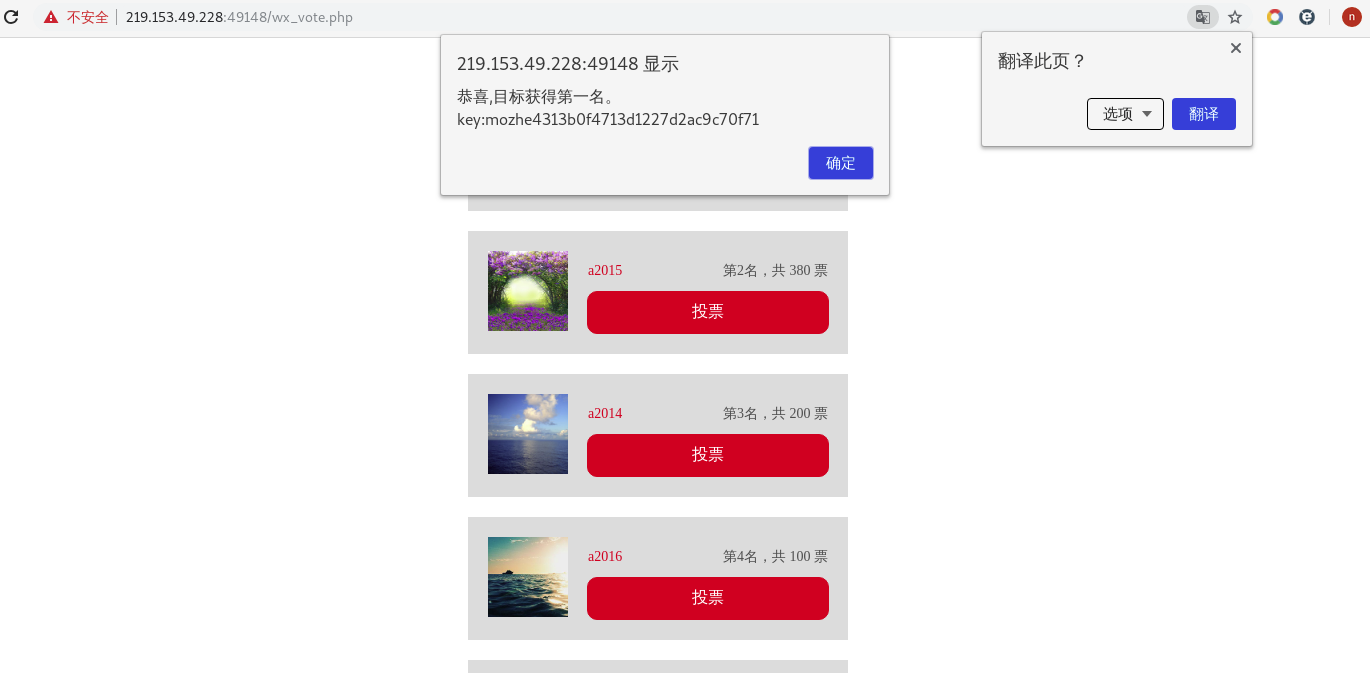 不安全 219.153.49.228:49148/wx_vote.php
n
219.153.49.228:49148 显示
恭喜,目标获得第一名。
key:mozhe4313b0f4713d1227d2ac9c70f71
确定
翻译此页？
选项 翻译
a2015 第2名，共 380 票
投票
a2014 第3名，共 200 票
投票
a2016 第4名，共 100 票
投票